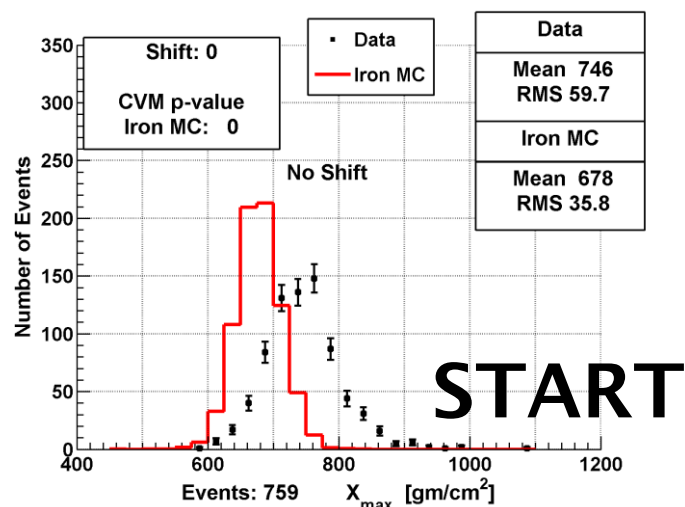 Shift: 0
CVM p-value
Iron MC: 0
Data
Iron MC
Data
Mean 746
RMS 59.7
Iron MC
Mean 678
RMS 35.8
No Shift
START
Number of Events
350
300
250
200
150
100
50
0
400 600 800 1000 1200
Events: 759 Xmax [gm/cm²]